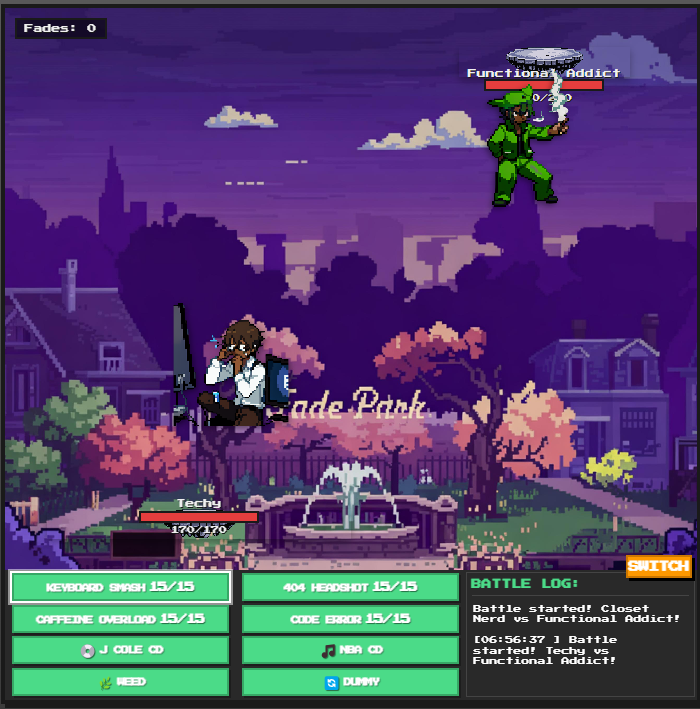 Fades: 0
Functional Addict
Fade Park
Techy
170/170
SWITCH
KEYBOARD SMASH 15/15
404 HEADSHOT 15/15
CAFFEINE OVERLOAD 15/15
CODE ERROR 15/15
J COLE CD
NBA CD
WEED
DUMMY
BATTLE LOG:
Battle started! Closet
Nerd vs Functional Addict!
[06:56:37 ] Battle
started! Techy vs
Functional Addict!